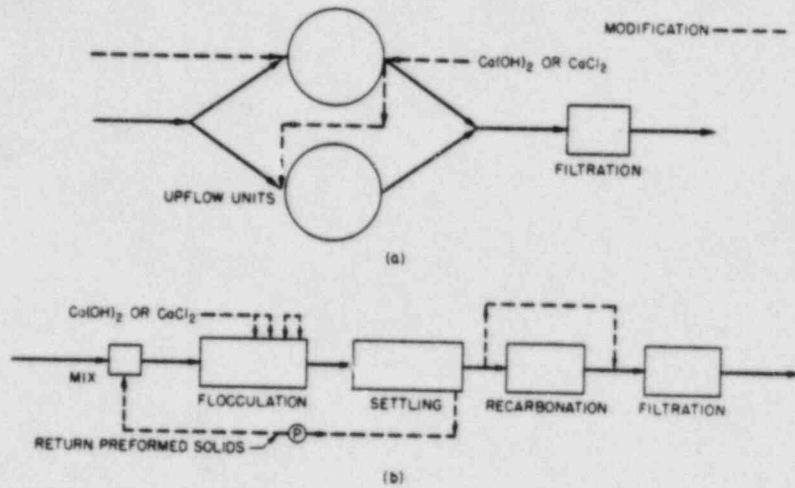 MODIFICATION
Ca(OH)2 OR CaCl2
FILTRATION
UPFLOW UNITS
(a)
Ca(OH)2 OR CaCl2
MIX
FLOCCULATION
SETTLING
RECARBONATION
FILTRATION
P
RETURN PREFORMED SOLIDS
(b)